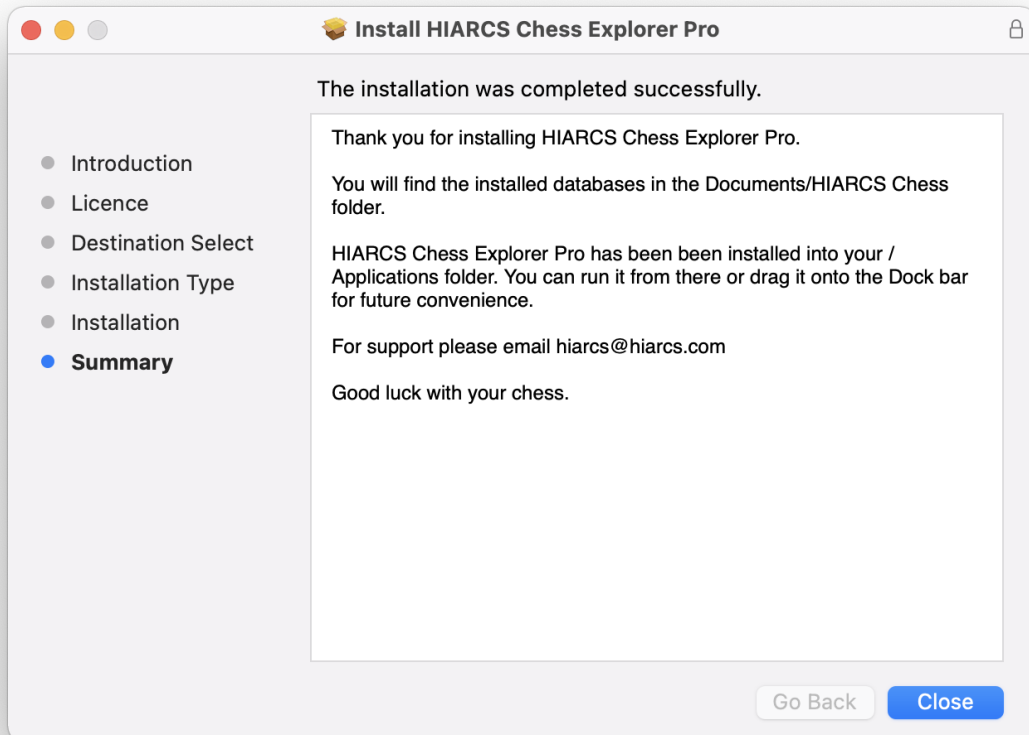 Install HIARCS Chess Explorer Pro
The installation was completed successfully.
Introduction
Licence
Destination Select
Installation Type
Installation
Summary
Thank you for installing HIARCS Chess Explorer Pro.
You will find the installed databases in the Documents/HIARCS Chess
folder.
HIARCS Chess Explorer Pro has been been installed into your /
Applications folder. You can run it from there or drag it onto the Dock bar
for future convenience.
For support please email hiarcs@hiarcs.com
Good luck with your chess.
Go Back
Close